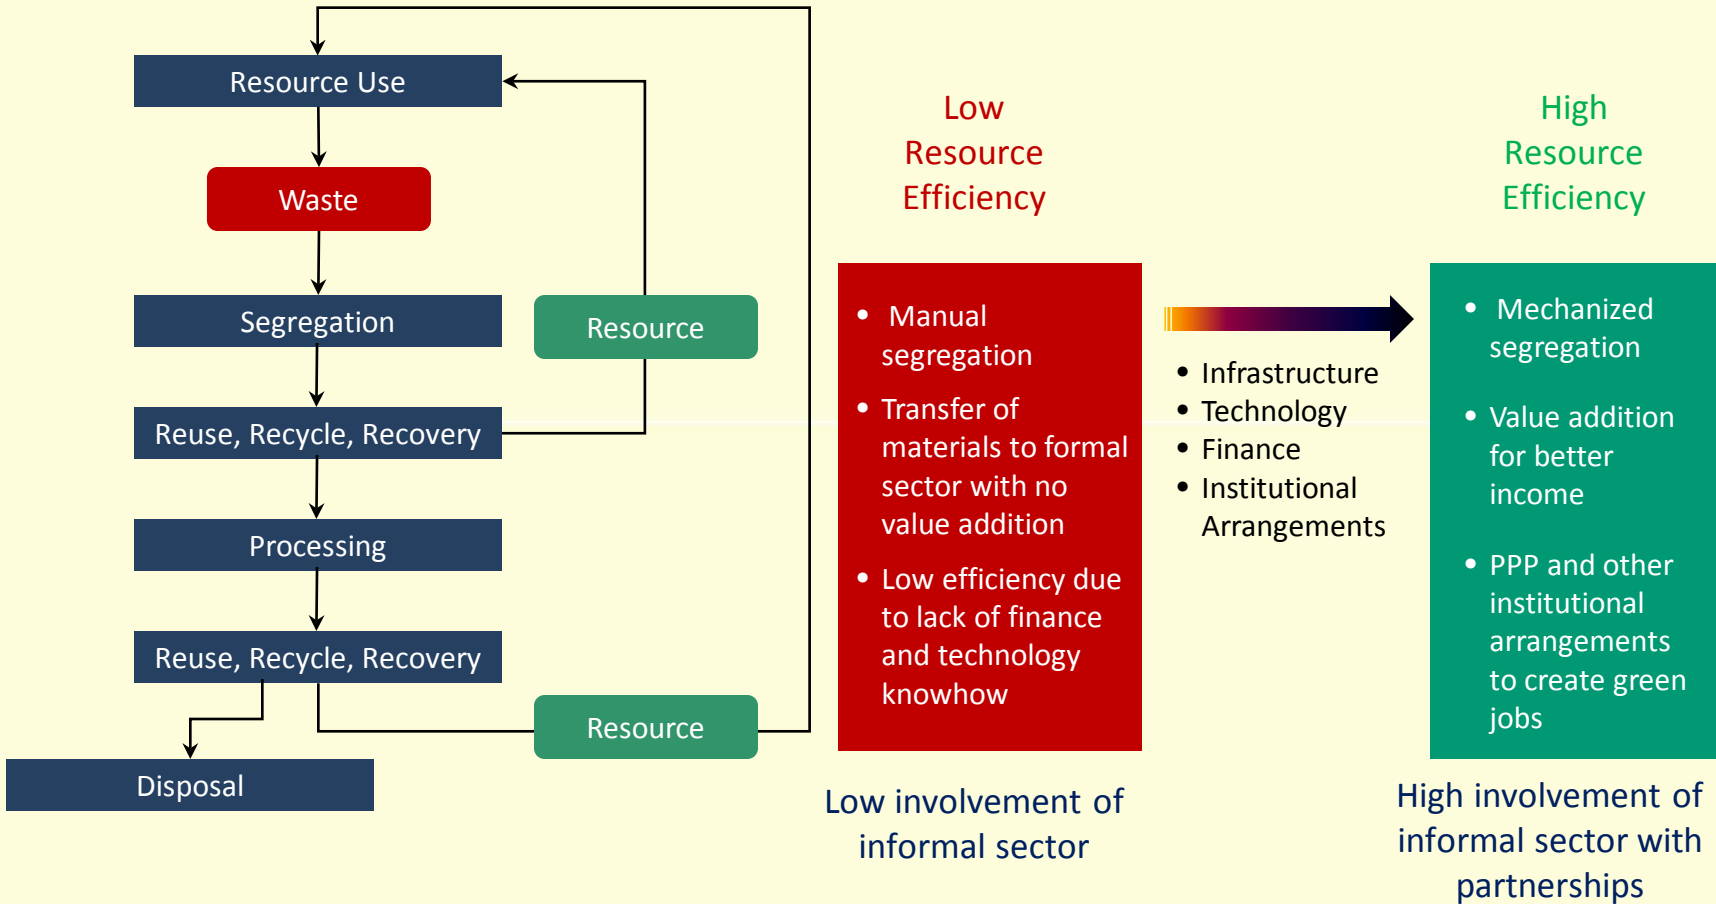 Resource Use
Waste
Segregation
Resource
Reuse, Recycle, Recovery
Processing
Reuse, Recycle, Recovery
Resource
Disposal
Low
Resource
Efficiency
• Manual
segregation
• Transfer of
materials to formal
sector with no
value addition
• Low efficiency due
to lack of finance
and technology
knowhow
Low involvement of
informal sector
• Infrastructure
• Technology
• Finance
• Institutional
Arrangements
High
Resource
Efficiency
• Mechanized
segregation
• Value addition
for better
income
• PPP and other
institutional
arrangements
to create green
jobs
High involvement of
informal sector with
partnerships